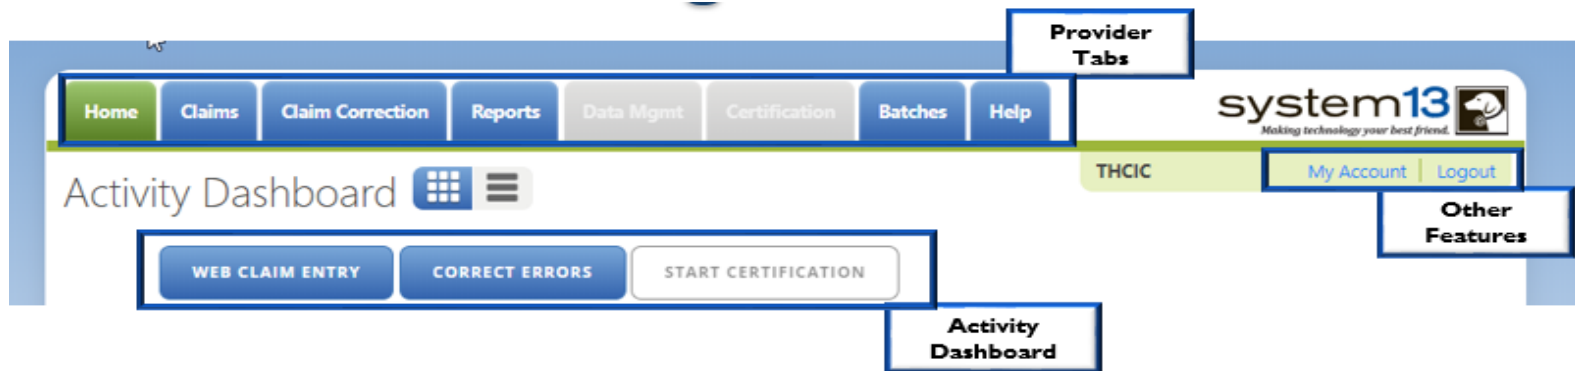 Provider
Tabs
Home Claims Claim Correction Reports Data Mgmt Certification Batches Help
system13
Making technology your best friend.
THCIC My Account Logout
Activity Dashboard
Other
Features
WEB CLAIM ENTRY CORRECT ERRORS START CERTIFICATION
Activity
Dashboard